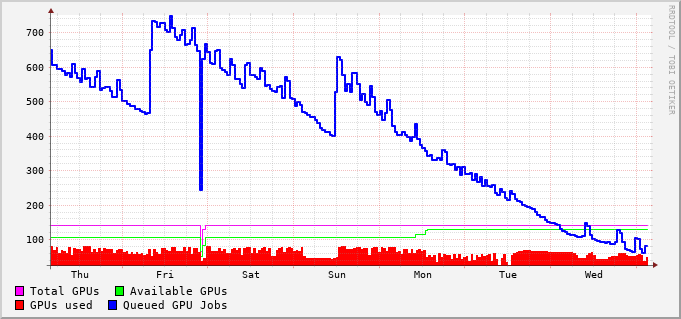 RRDTOOL / TOBI OETIKER
700
600
500
400
300
200
100
Thu Fri Sat Sun Mon Tue Wed
Total GPUs Available GPUs
GPUs used Queued GPU Jobs